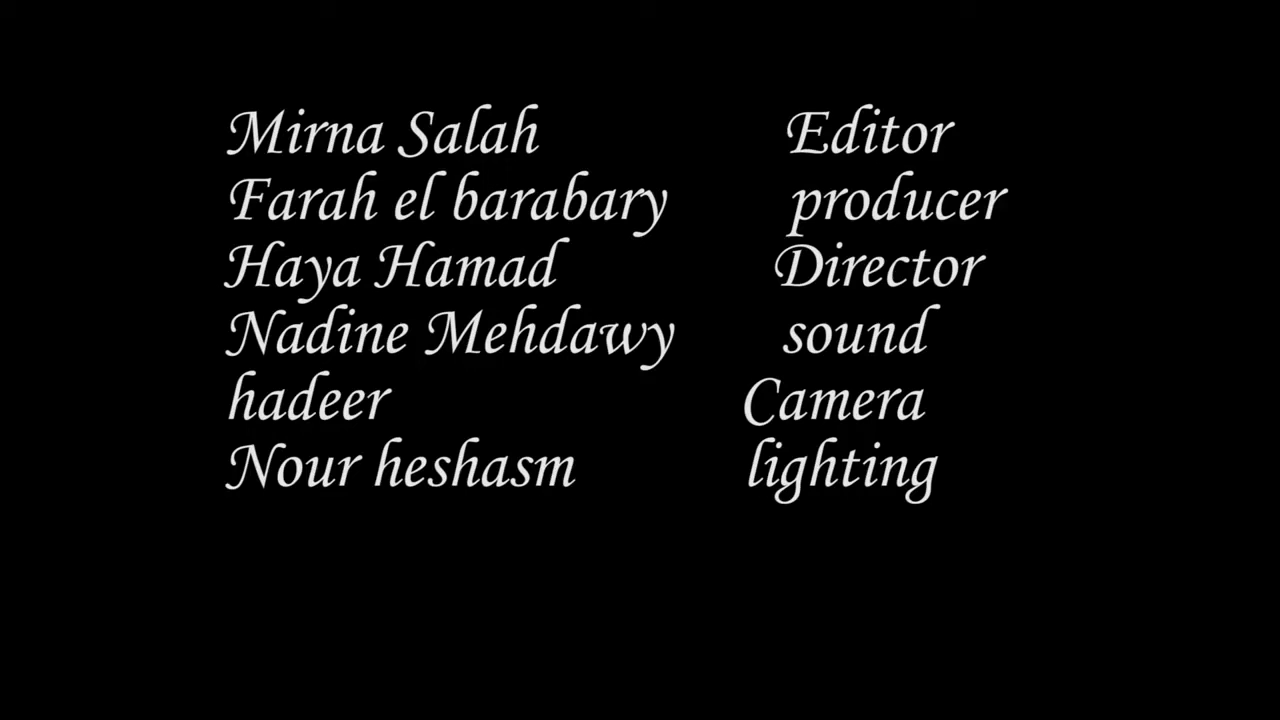 Mirna Salah Editor
Farah el barabary producer
Haya Hamad Director
Nadine Mehdawy sound
hadeer Camera
Nour heshasm lighting